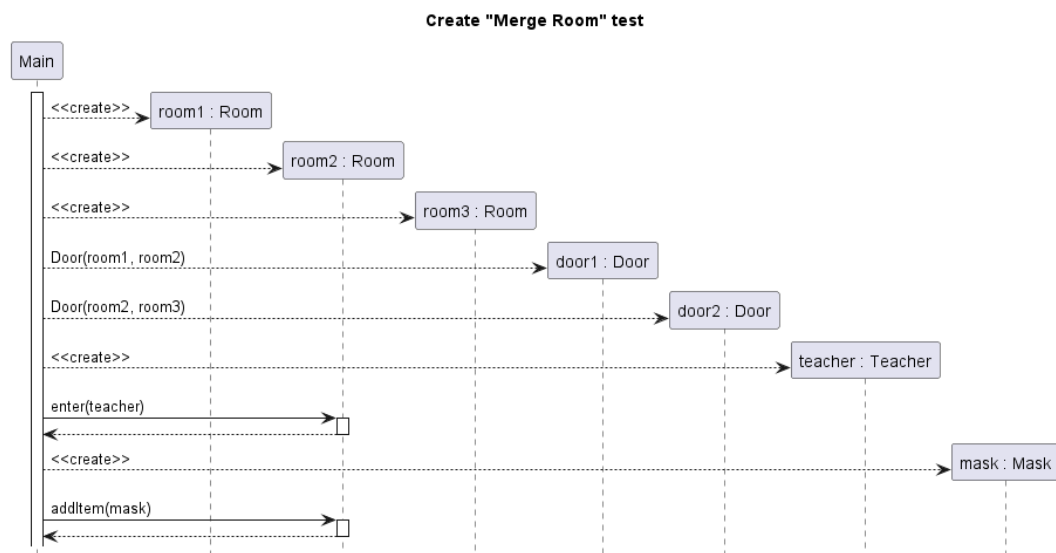 Create "Merge Room" test
Main
<<create>>
room1 : Room
<<create>>
room2 : Room
<<create>>
room3 : Room
Door(room1, room2)
door1 : Door
Door(room2, room3)
door2 : Door
<<create>>
teacher : Teacher
enter(teacher)
<<create>>
mask : Mask
addItem(mask)